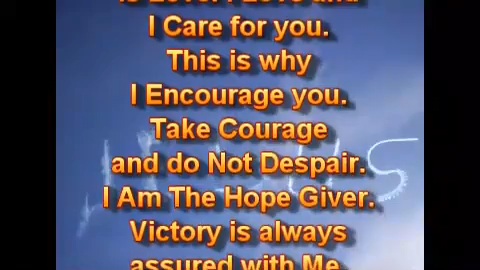 is Love. I Love and
I Care for you.
This is why
I Encourage you.
Take Courage
and do Not Despair.
I Am The Hope Giver.
Victory is always
assured with Me.
JESUS